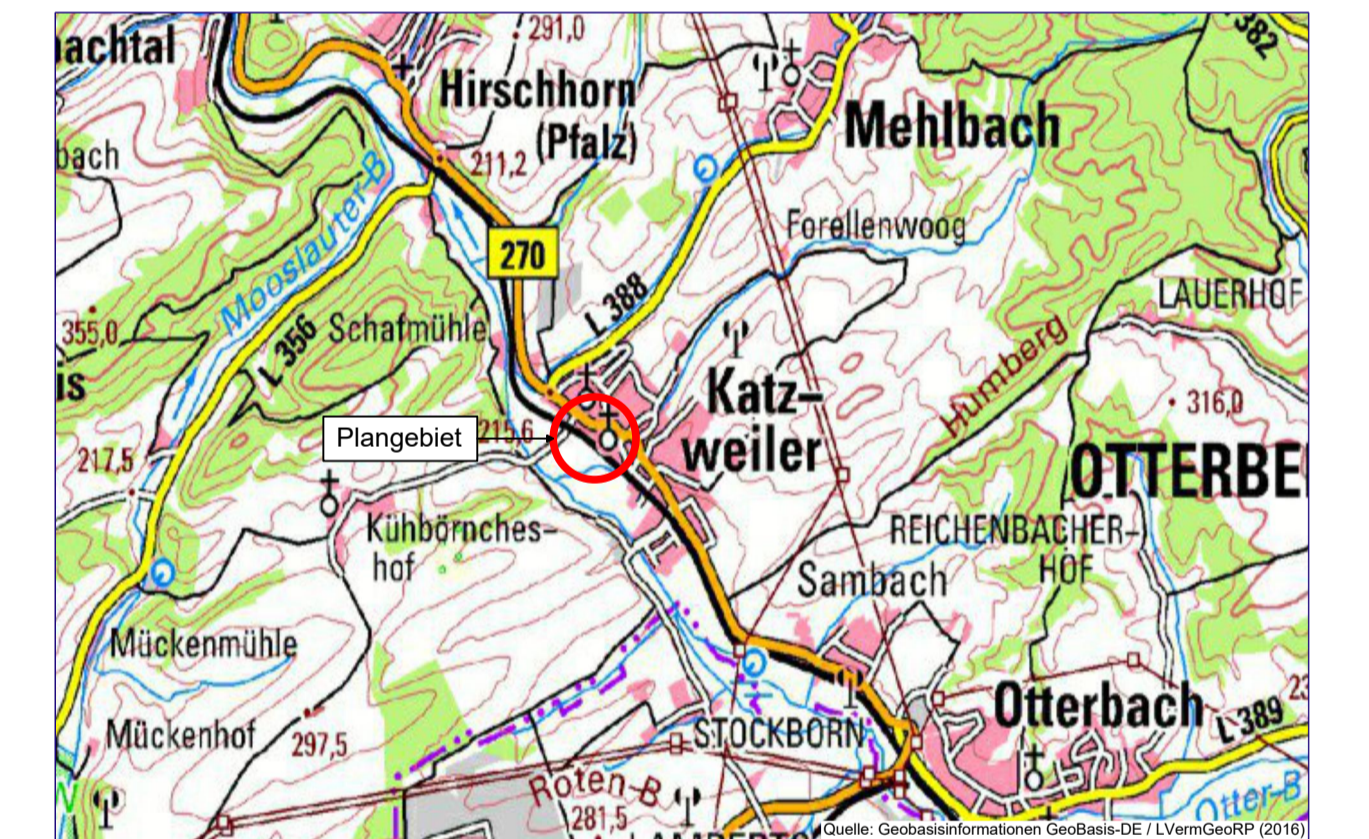 291,0
382
achtal
Hirschhorn
(Pfalz)
Mehlbach
bach
211,2
Mooslauter-B
270
Forellenwoog
LAUERHOF
L 388
355,0
Schafmühle
L 356
is
Humberg
Katz-
weiler
316,0
Plangebiet
215,6
217,5
OTTERBE
Kühbörnches-
hof
REICHENBACHER-
HOF
Sambach
Mückenmühle
Otterbach
L 389
23
Mückenhof
297,5
STOCKBORN
Roten-B
281,5
Otter-B
Quelle: Geobasisinformationen GeoBasis-DE / LVermGeoRP (2016)